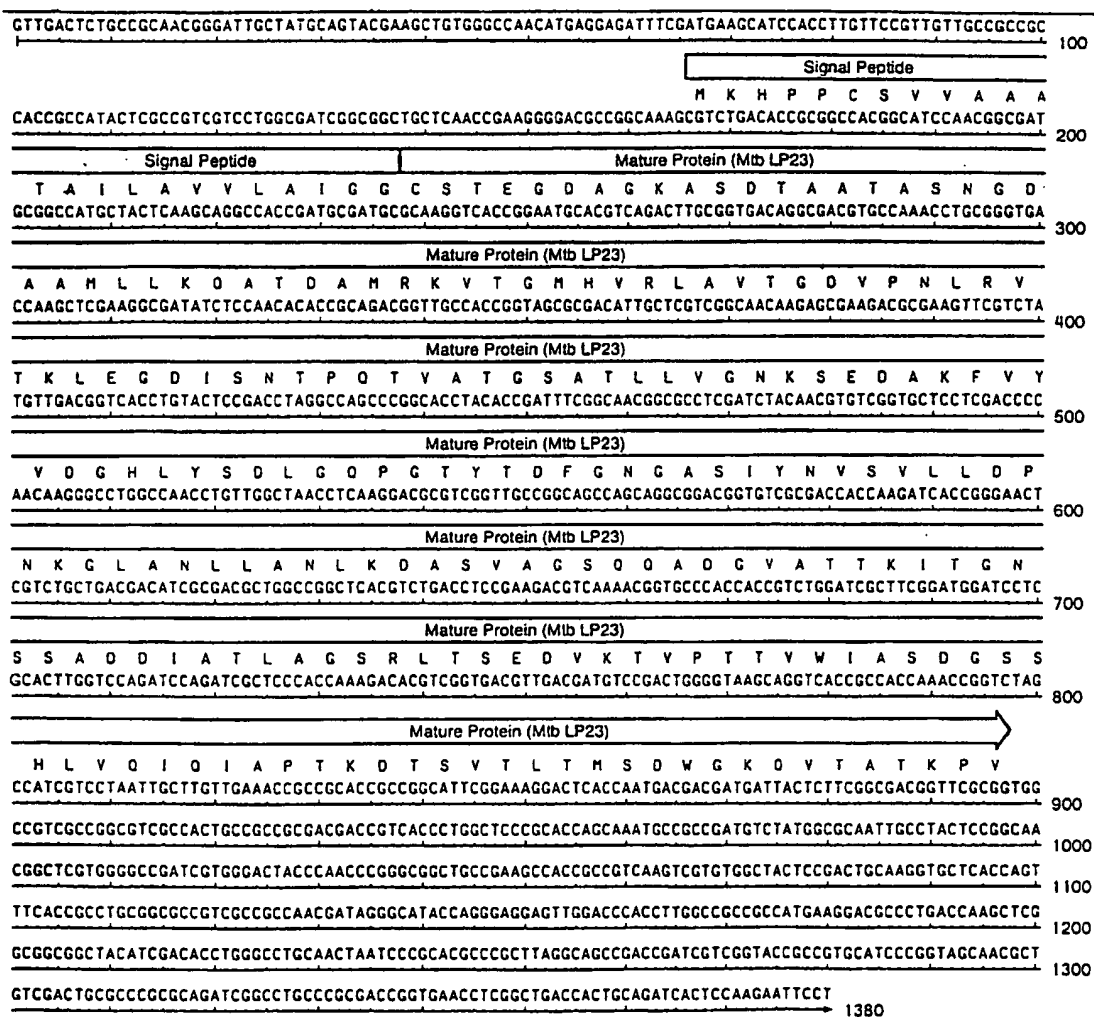 GTTGACTCTGCCGCAACGGGATTGCTATGCAGTACGAAGCTGTGGGCCAACATGAGGAGATTTCGATGAAGCATCCACCTTGTTCCGTTGTTGCCGCCGC 100
Signal Peptide
M K H P P C S V V A A A
CACCGCCATACTCGCCGTCGTCCTGGCGATCGGCGGCTGCTCAACCGAAGGGGACGCCGGCAAAGCGTCTGACACCGCGGCCACGGCATCCAACGGCGAT 200
Signal Peptide Mature Protein (Mtb LP23)
T A I L A V V L A I G G C S T E G D A G K A S D T A A T A S N G D
GCGGCCATGCTACTCAAGCAGGCCACCGATGCGATGCGCAAGGTCACCGGAATGCACGTCAGACTTGCGGTGACAGGCGACGTGCCAAACCTGCGGGTGA 300
Mature Protein (Mtb LP23)
A A M L L K Q A T D A M R K V T G M H V R L A V T G D V P N L R V
CCAAGCTCGAAGGCGATATCTCCAACACACCGCAGACGGTTGCCACCGGTAGCGCGACATTGCTCGTCGGCAACAAGAGCGAAGACGCGAAGTTCGTCTA 400
Mature Protein (Mtb LP23)
T K L E G D I S N T P Q T V A T G S A T L L V G N K S E D A K F V Y
TGTTGACGGTCACCTGTACTCCGACCTAGGCCAGCCCGGCACCTACACCGATTTCGGCAACGGCGCCTCGATCTACAACGTGTCGGTGCTCCTCGACCCC 500
Mature Protein (Mtb LP23)
V D G H L Y S D L G Q P G T Y T D F G N G A S I Y N V S V L L D P
AACAAGGGCCTGGCCAACCTGTTGGCTAACCTCAAGGACGCGTCGGTTGCCGGCAGCCAGCAGGCGGACGGTGTCGCGACCACCAAGATCACCGGGAACT 600
Mature Protein (Mtb LP23)
N K G L A N L L A N L K D A S V A G S Q Q A D G V A T T K I T G N
CGTCTGCTGACGACATCGCGACGCTGGCCGGCTCACGTCTGACCTCCGAAGACGTCAAAACGGTGCCCACCACCGTCTGGATCGCTTCGGATGGATCCTC 700
Mature Protein (Mtb LP23)
S S A D D I A T L A G S R L T S E D V K T V P T T V W I A S D G S S
GCACTTGGTCCAGATCCAGATCGCTCCCACCAAAGACACGTCGGTGACGTTGACGATGTCCGACTGGGGTAAGCAGGTCACCGCCACCAAACCGGTCTAG 800
Mature Protein (Mtb LP23)
H L V Q I Q I A P T K D T S V T L T M S D W G K Q V T A T K P V
CCATCGTCCTAATTGCTTGTTGAAACCGCCGCACCGCCGGCATTCGGAAAGGACTCACCAATGACGACGATGATTACTCTTCGGCGACGGTTCGCGGTGG 900
CCGTCGCCGGCGTCGCCACTGCCGCCGCGACGACCGTCACCCTGGCTCCCGCACCAGCAAATGCCGCCGATGTCTATGGCGCAATTGCCTACTCCGGCAA 1000
CGGCTCGTGGGGCCGATCGTGGGACTACCCAACCCGGGCGGCTGCCGAAGCCACCGCCGTCAAGTCGTGTGGCTACTCCGACTGCAAGGTGCTCACCAGT 1100
TTCACCGCCTGCGGCGCCGTCGCCGCCAACGATAGGGCATACCAGGGAGGAGTTGGACCCACCTTGGCCGCCGCCATGAAGGACGCCCTGACCAAGCTCG 1200
GCGGCGGCTACATCGACACCTGGGCCTGCAACTAATCCCGCACGCCCGCTTAGGCAGCCGACCGATCGTCGGTACCGCCGTGCATCCCGGTAGCAACGCT 1300
GTCGACTGCGCCCGCGCAGATCGGCCTGCCCGCGACCGGTGAACCTCGGCTGACCACTGCAGATCACTCCAAGAATTCCT 1380